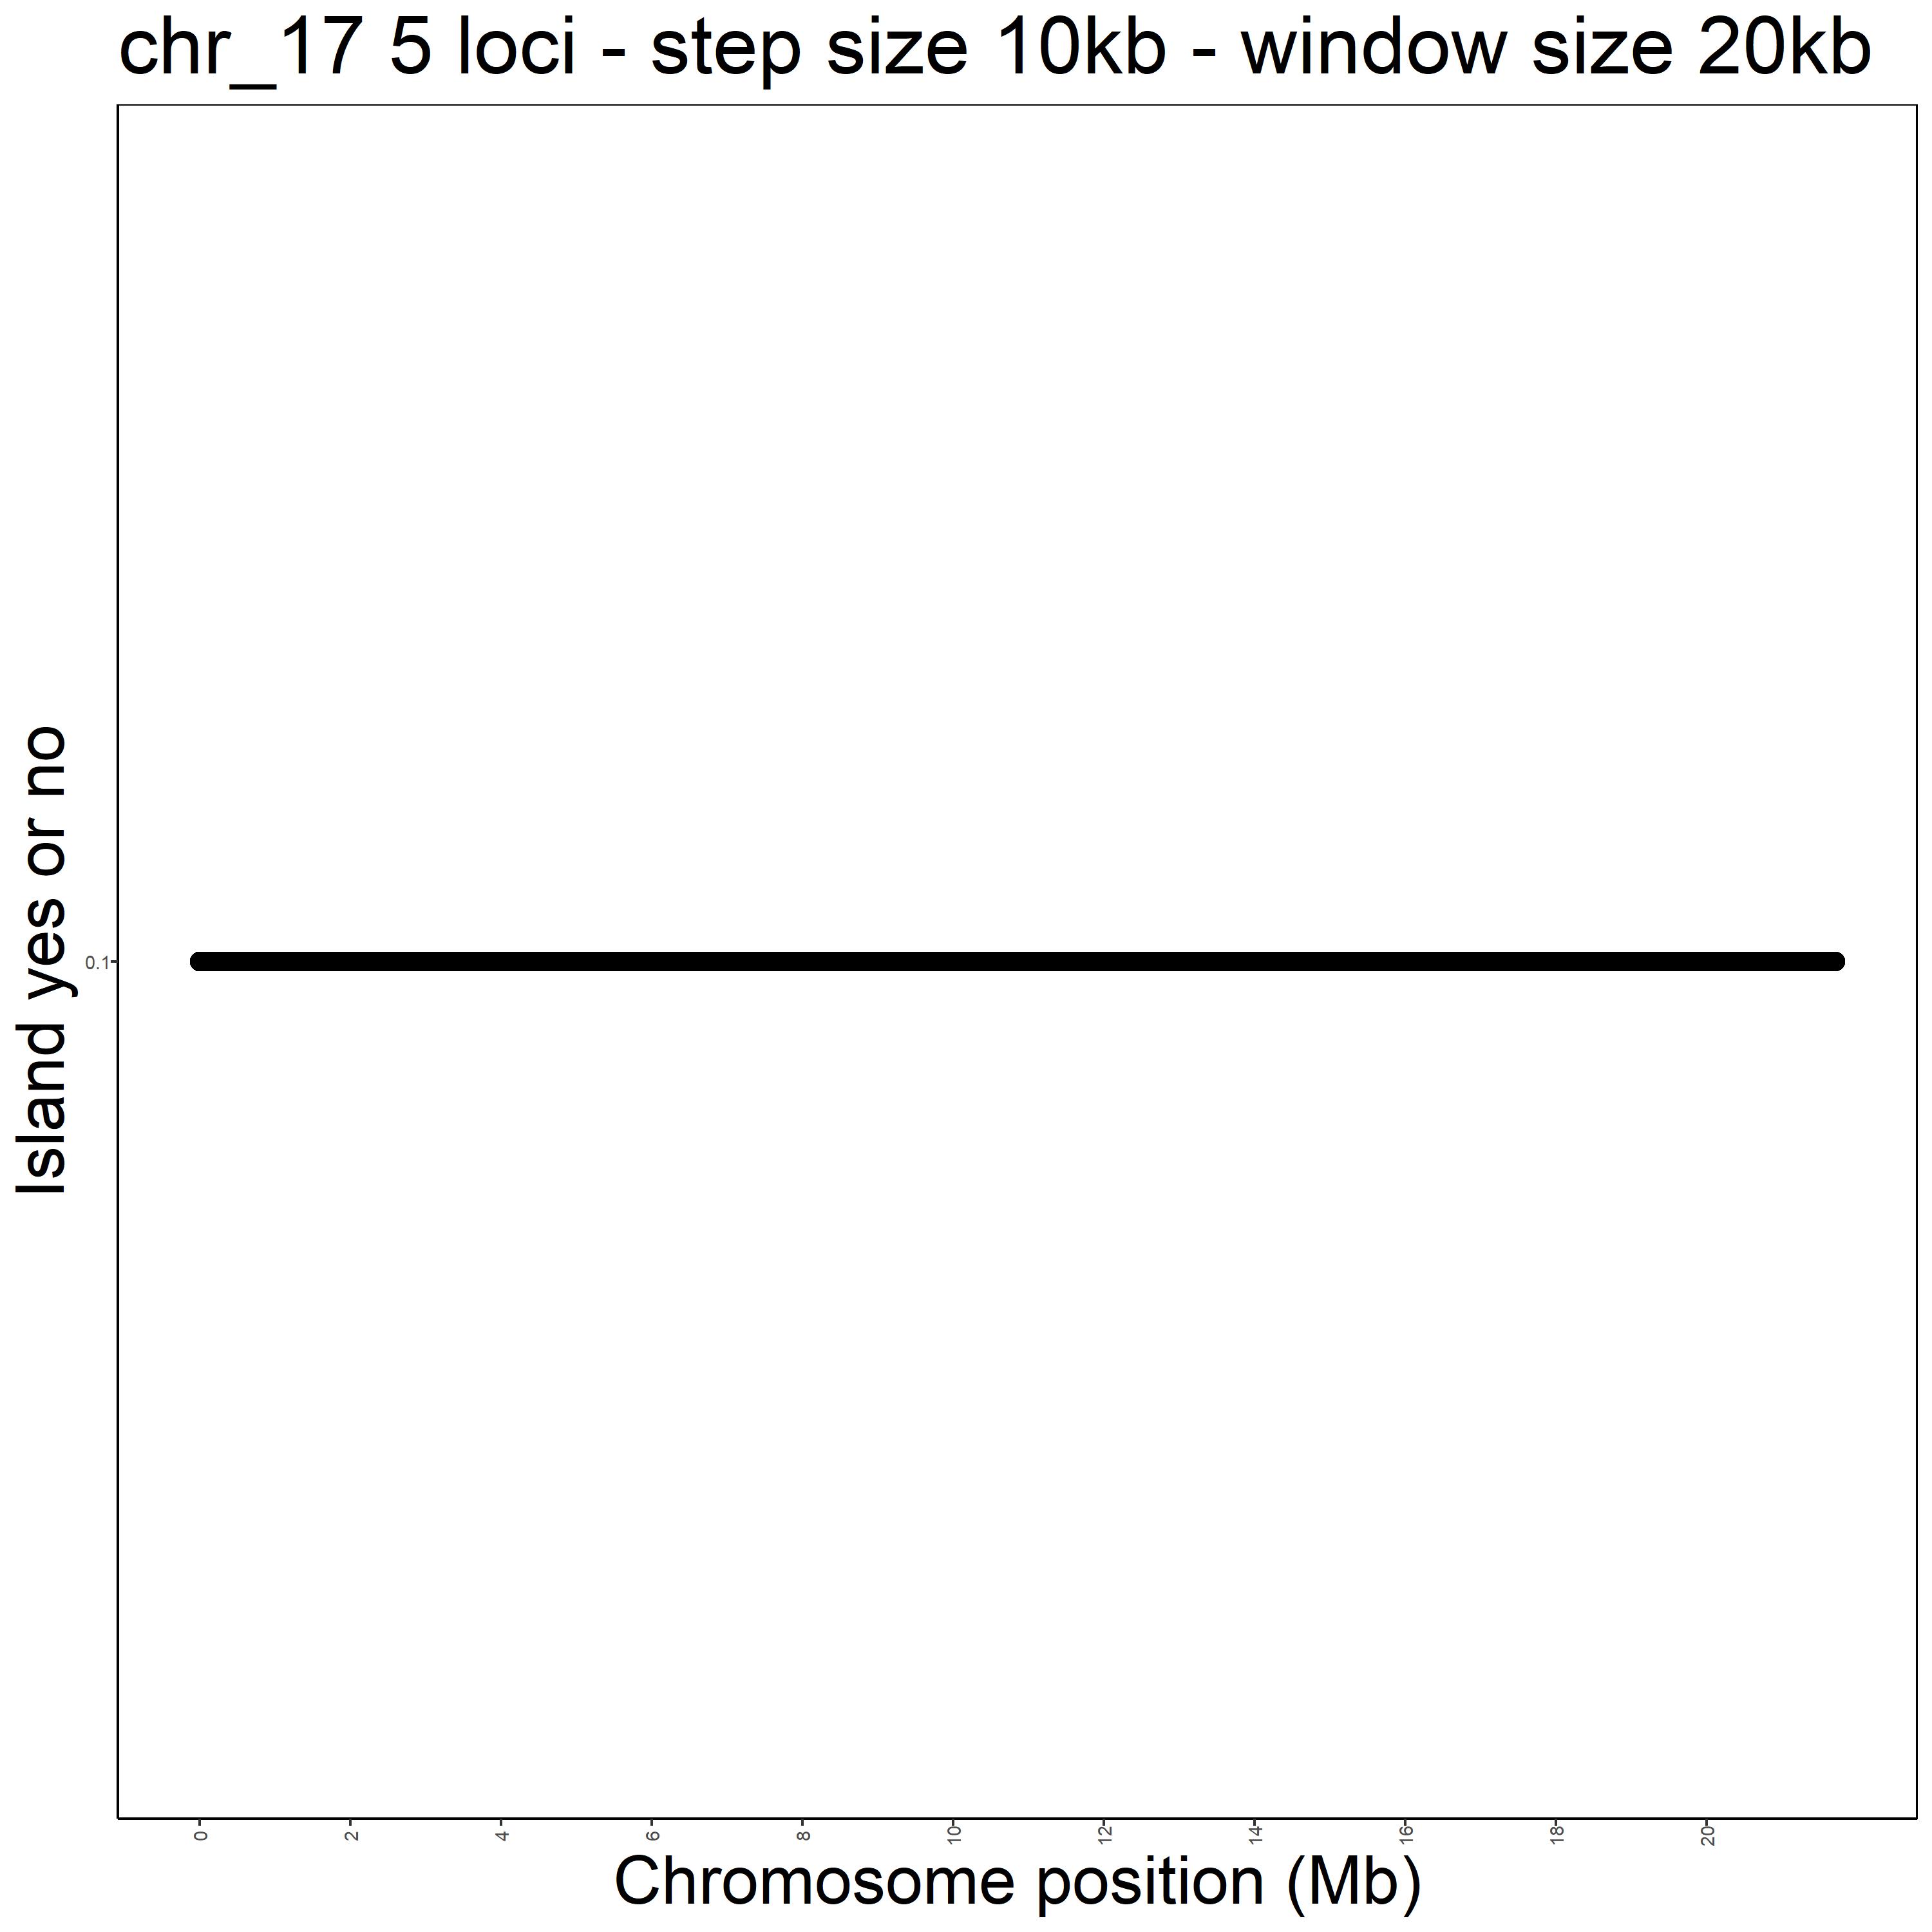 chr_17 5 loci - step size 10kb - window size 20kb
Island yes or no
0.1
0 2 4 6 8 10 12 14 16 18 20
Chromosome position (Mb)